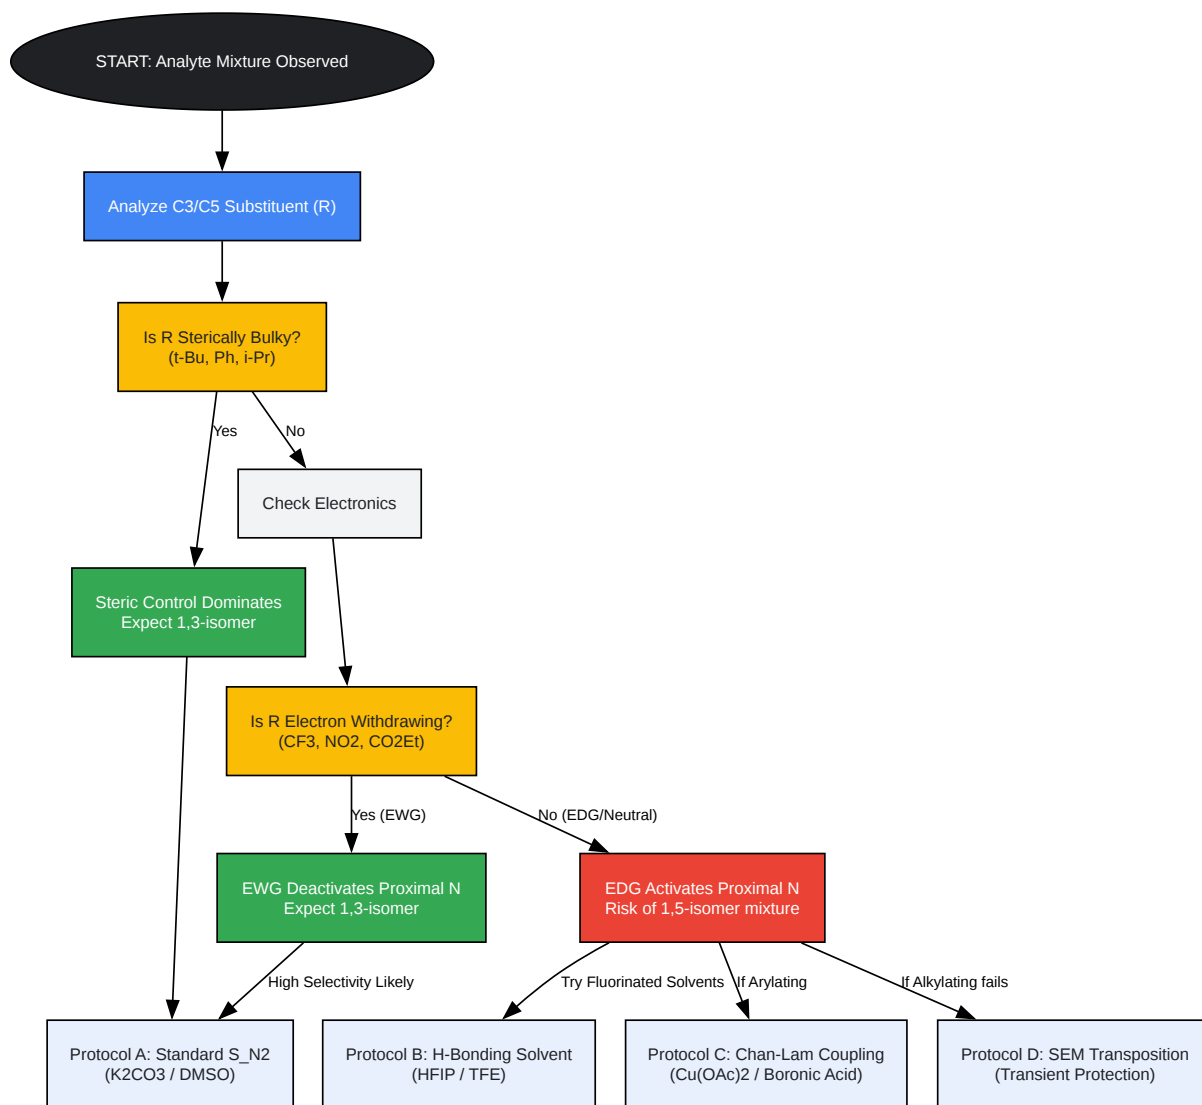 START: Analyte Mixture Observed
Analyze C3/C5 Substituent (R)
Is R Sterically Bulky?
(t-Bu, Ph, i-Pr)
Yes
No
Check Electronics
Steric Control Dominates
Expect 1,3-isomer
Is R Electron Withdrawing?
(CF3, NO2, CO2Et)
Yes (EWG)
No (EDG/Neutral)
EWG Deactivates Proximal N
Expect 1,3-isomer
EDG Activates Proximal N
Risk of 1,5-isomer mixture
High Selectivity Likely
Try Fluorinated Solvents
If Arylating
If Alkylating fails
Protocol A: Standard S_N2
(K2CO3 / DMSO)
Protocol B: H-Bonding Solvent
(HFIP / TFE)
Protocol C: Chan-Lam Coupling
(Cu(OAc)2 / Boronic Acid)
Protocol D: SEM Transposition
(Transient Protection)